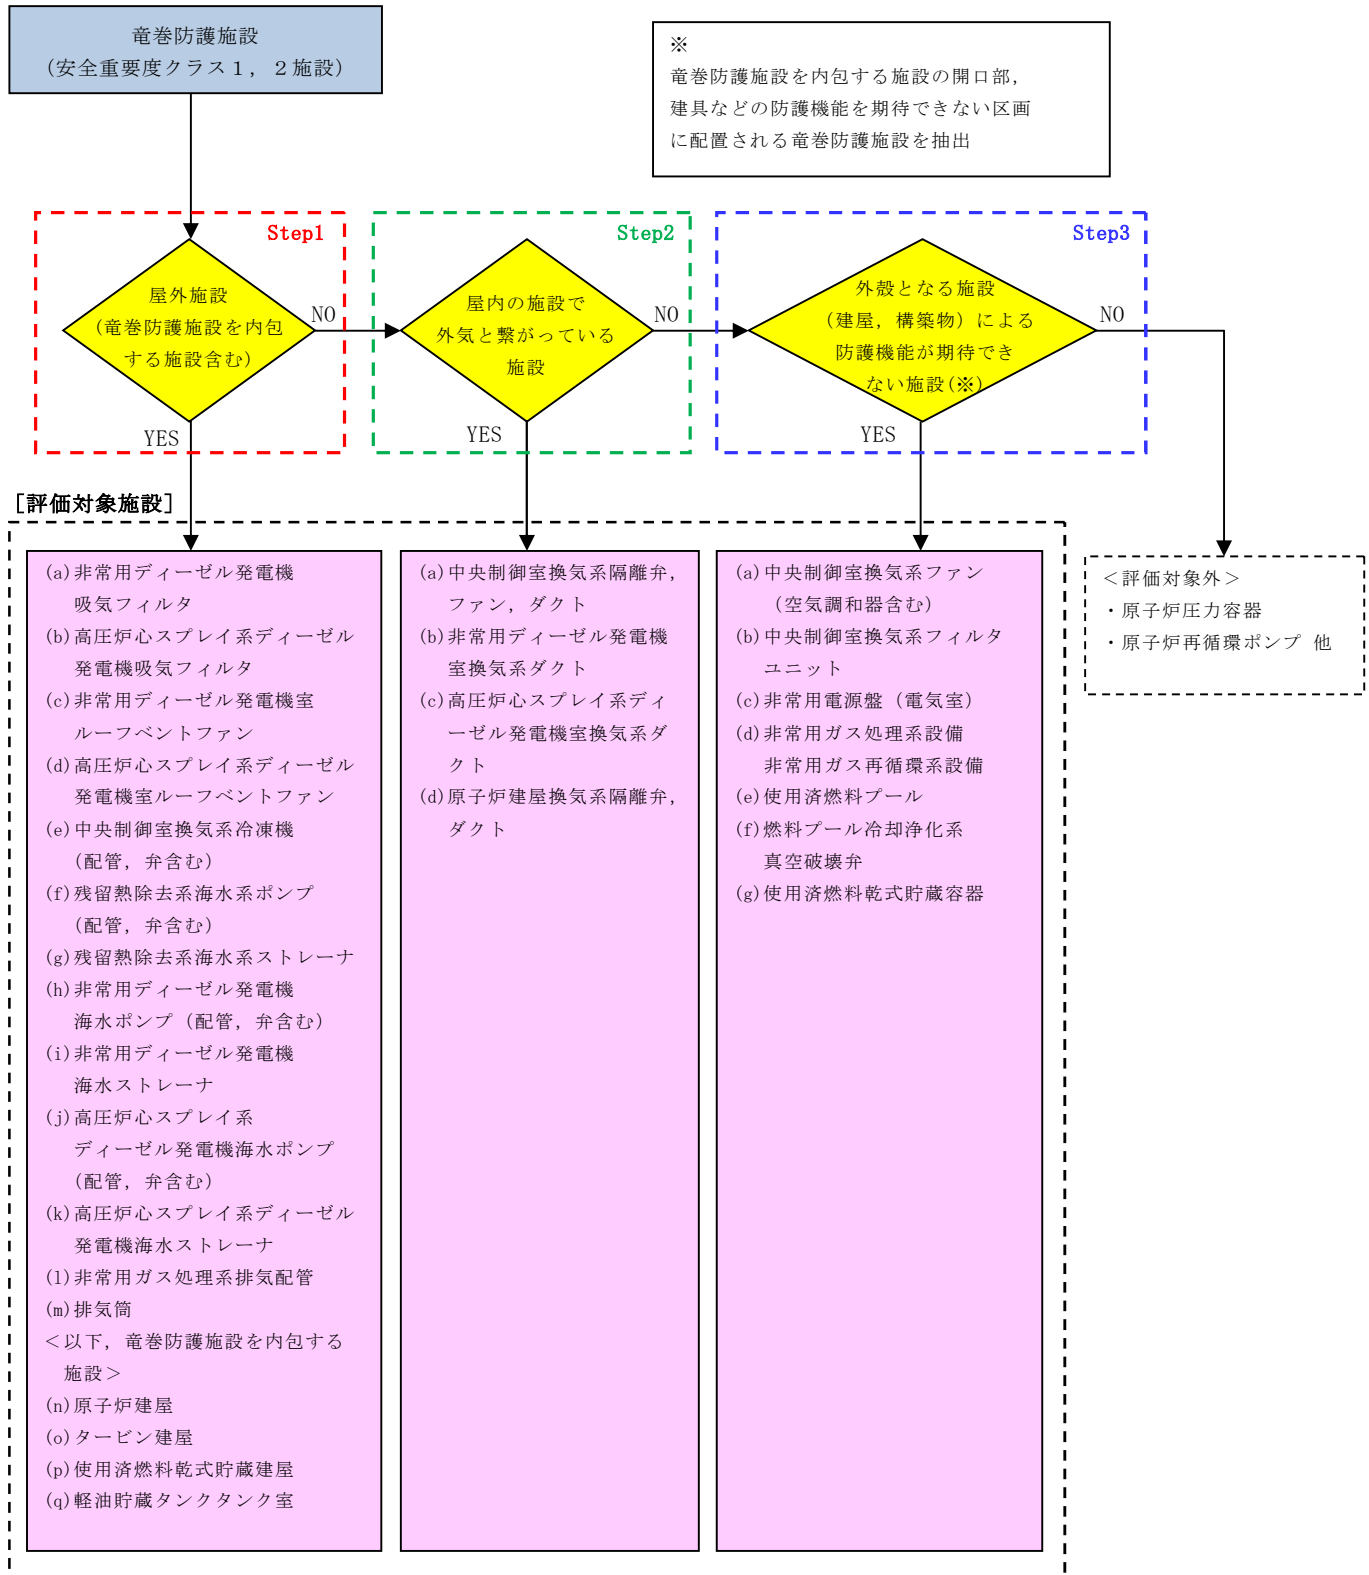 竜巻防護施設
(安全重要度クラス１，２施設)
※
竜巻防護施設を内包する施設の開口部，
建具などの防護機能を期待できない区画
に配置される竜巻防護施設を抽出
Step1
屋外施設
(竜巻防護施設を内包
する施設含む)
NO
YES
Step2
屋内の施設で
外気と繋がっている
施設
NO
YES
Step3
外殻となる施設
(建屋，構築物) による
防護機能が期待でき
ない施設(※)
NO
YES
[評価対象施設]
(a)非常用ディーゼル発電機
吸気フィルタ
(b)高圧炉心スプレイ系ディーゼル
発電機吸気フィルタ
(c)非常用ディーゼル発電機室
ルーフベントファン
(d)高圧炉心スプレイ系ディーゼル
発電機室ルーフベントファン
(e)中央制御室換気系冷凍機
(配管，弁含む)
(f)残留熱除去系海水系ポンプ
(配管，弁含む)
(g)残留熱除去系海水系ストレーナ
(h)非常用ディーゼル発電機
海水ポンプ (配管，弁含む)
(i)非常用ディーゼル発電機
海水ストレーナ
(j)高圧炉心スプレイ系
ディーゼル発電機海水ポンプ
(配管，弁含む)
(k)高圧炉心スプレイ系ディーゼル
発電機海水ストレーナ
(l)非常用ガス処理系排気配管
(m)排気筒
＜以下，竜巻防護施設を内包する
施設＞
(n)原子炉建屋
(o)タービン建屋
(p)使用済燃料乾式貯蔵建屋
(q)軽油貯蔵タンクタンク室
(a)中央制御室換気系隔離弁，
ファン，ダクト
(b)非常用ディーゼル発電機
室換気系ダクト
(c)高圧炉心スプレイ系ディ
ーゼル発電機室換気系ダ
クト
(d)原子炉建屋換気系隔離弁，
ダクト
(a)中央制御室換気系ファン
(空気調和器含む)
(b)中央制御室換気系フィルタ
ユニット
(c)非常用電源盤 (電気室)
(d)非常用ガス処理系設備
非常用ガス再循環系設備
(e)使用済燃料プール
(f)燃料プール冷却浄化系
真空破壊弁
(g)使用済燃料乾式貯蔵容器
＜評価対象外＞
・原子炉圧力容器
・原子炉再循環ポンプ 他